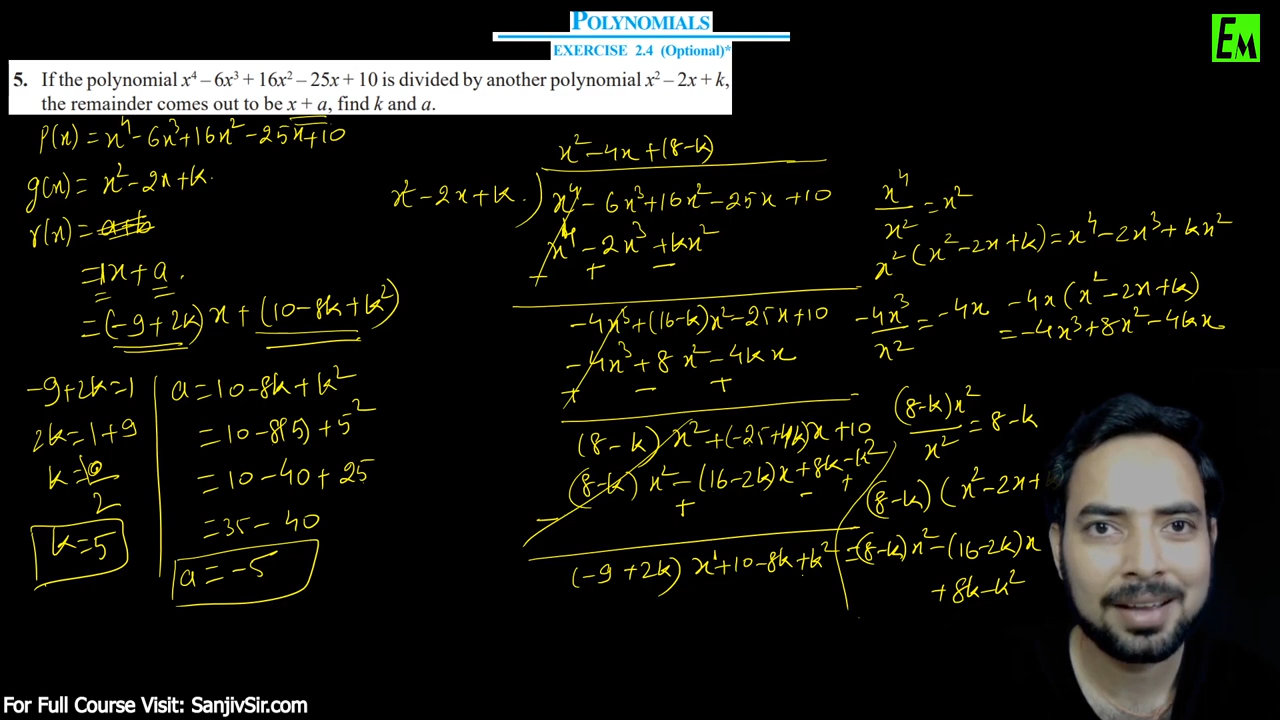 POLYNOMIALS
EXERCISE 2.4 (Optional)*
EM
5. If the polynomial x⁴ – 6x³ + 16x² – 25x + 10 is divided by another polynomial x² – 2x + k,
the remainder comes out to be x + a, find k and a.
P(x) = x⁴ - 6x³ + 16x² - 25x + 10
g(x) = x² - 2x + k.
r(x) = a+b
= 1x + a.
= (-9 + 2k) x + (10 - 8k + k²)
-9 + 2k = 1
2k = 1 + 9
k = 10/2
k = 5
a = 10 - 8k + k²
= 10 - 8(5) + 5²
= 10 - 40 + 25
= 35 - 40
a = -5
x² - 4x + (8-k)
x² - 2x + k ) x⁴ - 6x³ + 16x² - 25x + 10
x⁴ - 2x³ + kx²
- + -
-4x³ + (16-k)x² - 25x + 10
-4x³ + 8x² - 4kx
+ - +
(8-k) x² + (-25+4k)x + 10
(8-k) x² - (16-2k)x + 8k - k²
- + - +
(-9 + 2k) x¹ + 10 - 8k + k²
x⁴/x² = x²
x² (x² - 2x + k) = x⁴ - 2x³ + kx²
-4x³/x² = -4x
-4x (x² - 2x + k)
= -4x³ + 8x² - 4kx
(8-k)x²/x² = 8-k
(8-k) (x² - 2x +
= (8-k)x² - (16-2k)x
+ 8k - k²
For Full Course Visit: SanjivSir.com